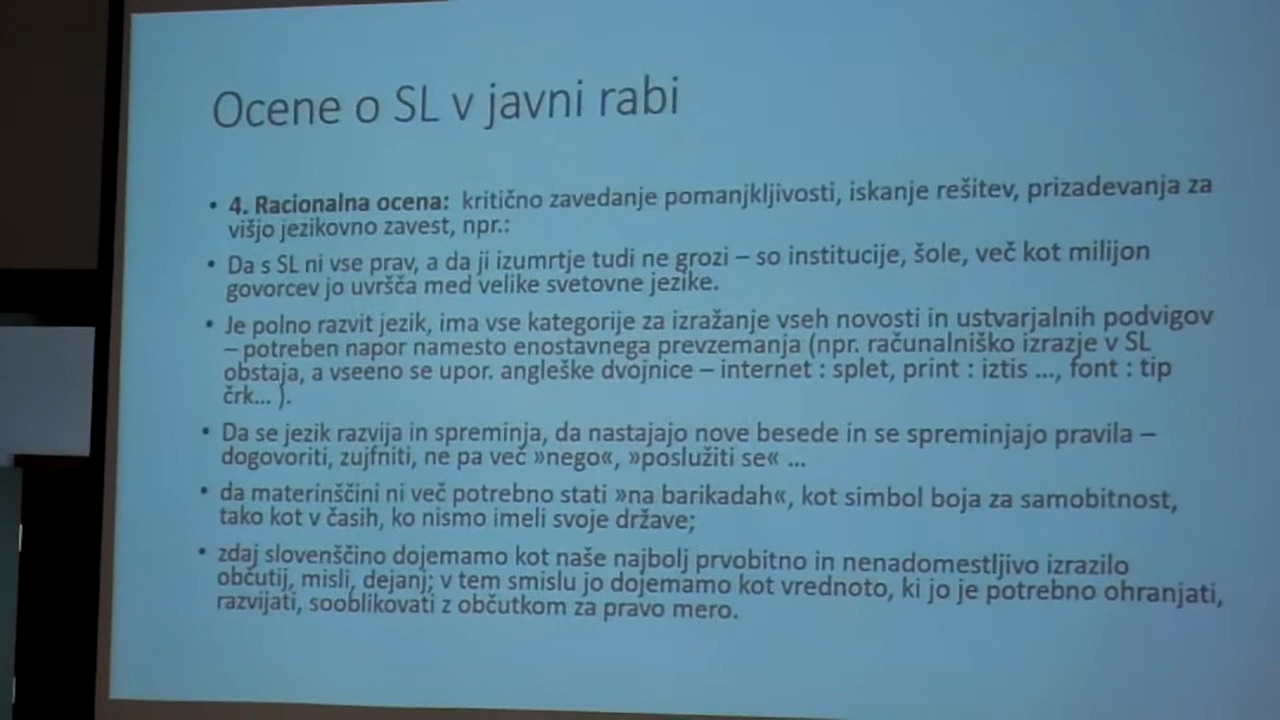 Ocene o SL v javni rabi
• 4. Racionalna ocena: kritično zavedanje pomanjkljivosti, iskanje rešitev, prizadevanja za
višjo jezikovno zavest, npr.:
• Da s SL ni vse prav, a da ji izumrtje tudi ne grozi – so institucije, šole, več kot milijon
govorcev jo uvršča med velike svetovne jezike.
• Je polno razvit jezik, ima vse kategorije za izražanje vseh novosti in ustvarjalnih podvigov
– potreben napor namesto enostavnega prevzemanja (npr. računalniško izrazje v SL
obstaja, a vseeno se upor. angleške dvojnice – internet : splet, print : iztis ..., font : tip
črk... ).
• Da se jezik razvija in spreminja, da nastajajo nove besede in se spreminjajo pravila –
dogovoriti, zujfniti, ne pa več »nego«, »poslužiti se« ...
• da materinščini ni več potrebno stati »na barikadah«, kot simbol boja za samobitnost,
tako kot v časih, ko nismo imeli svoje države;
• zdaj slovenščino dojemamo kot naše najbolj prvobitno in nenadomestljivo izrazilo
občutij, misli, dejanj; v tem smislu jo dojemamo kot vrednoto, ki jo je potrebno ohranjati,
razvijati, sooblikovati z občutkom za pravo mero.